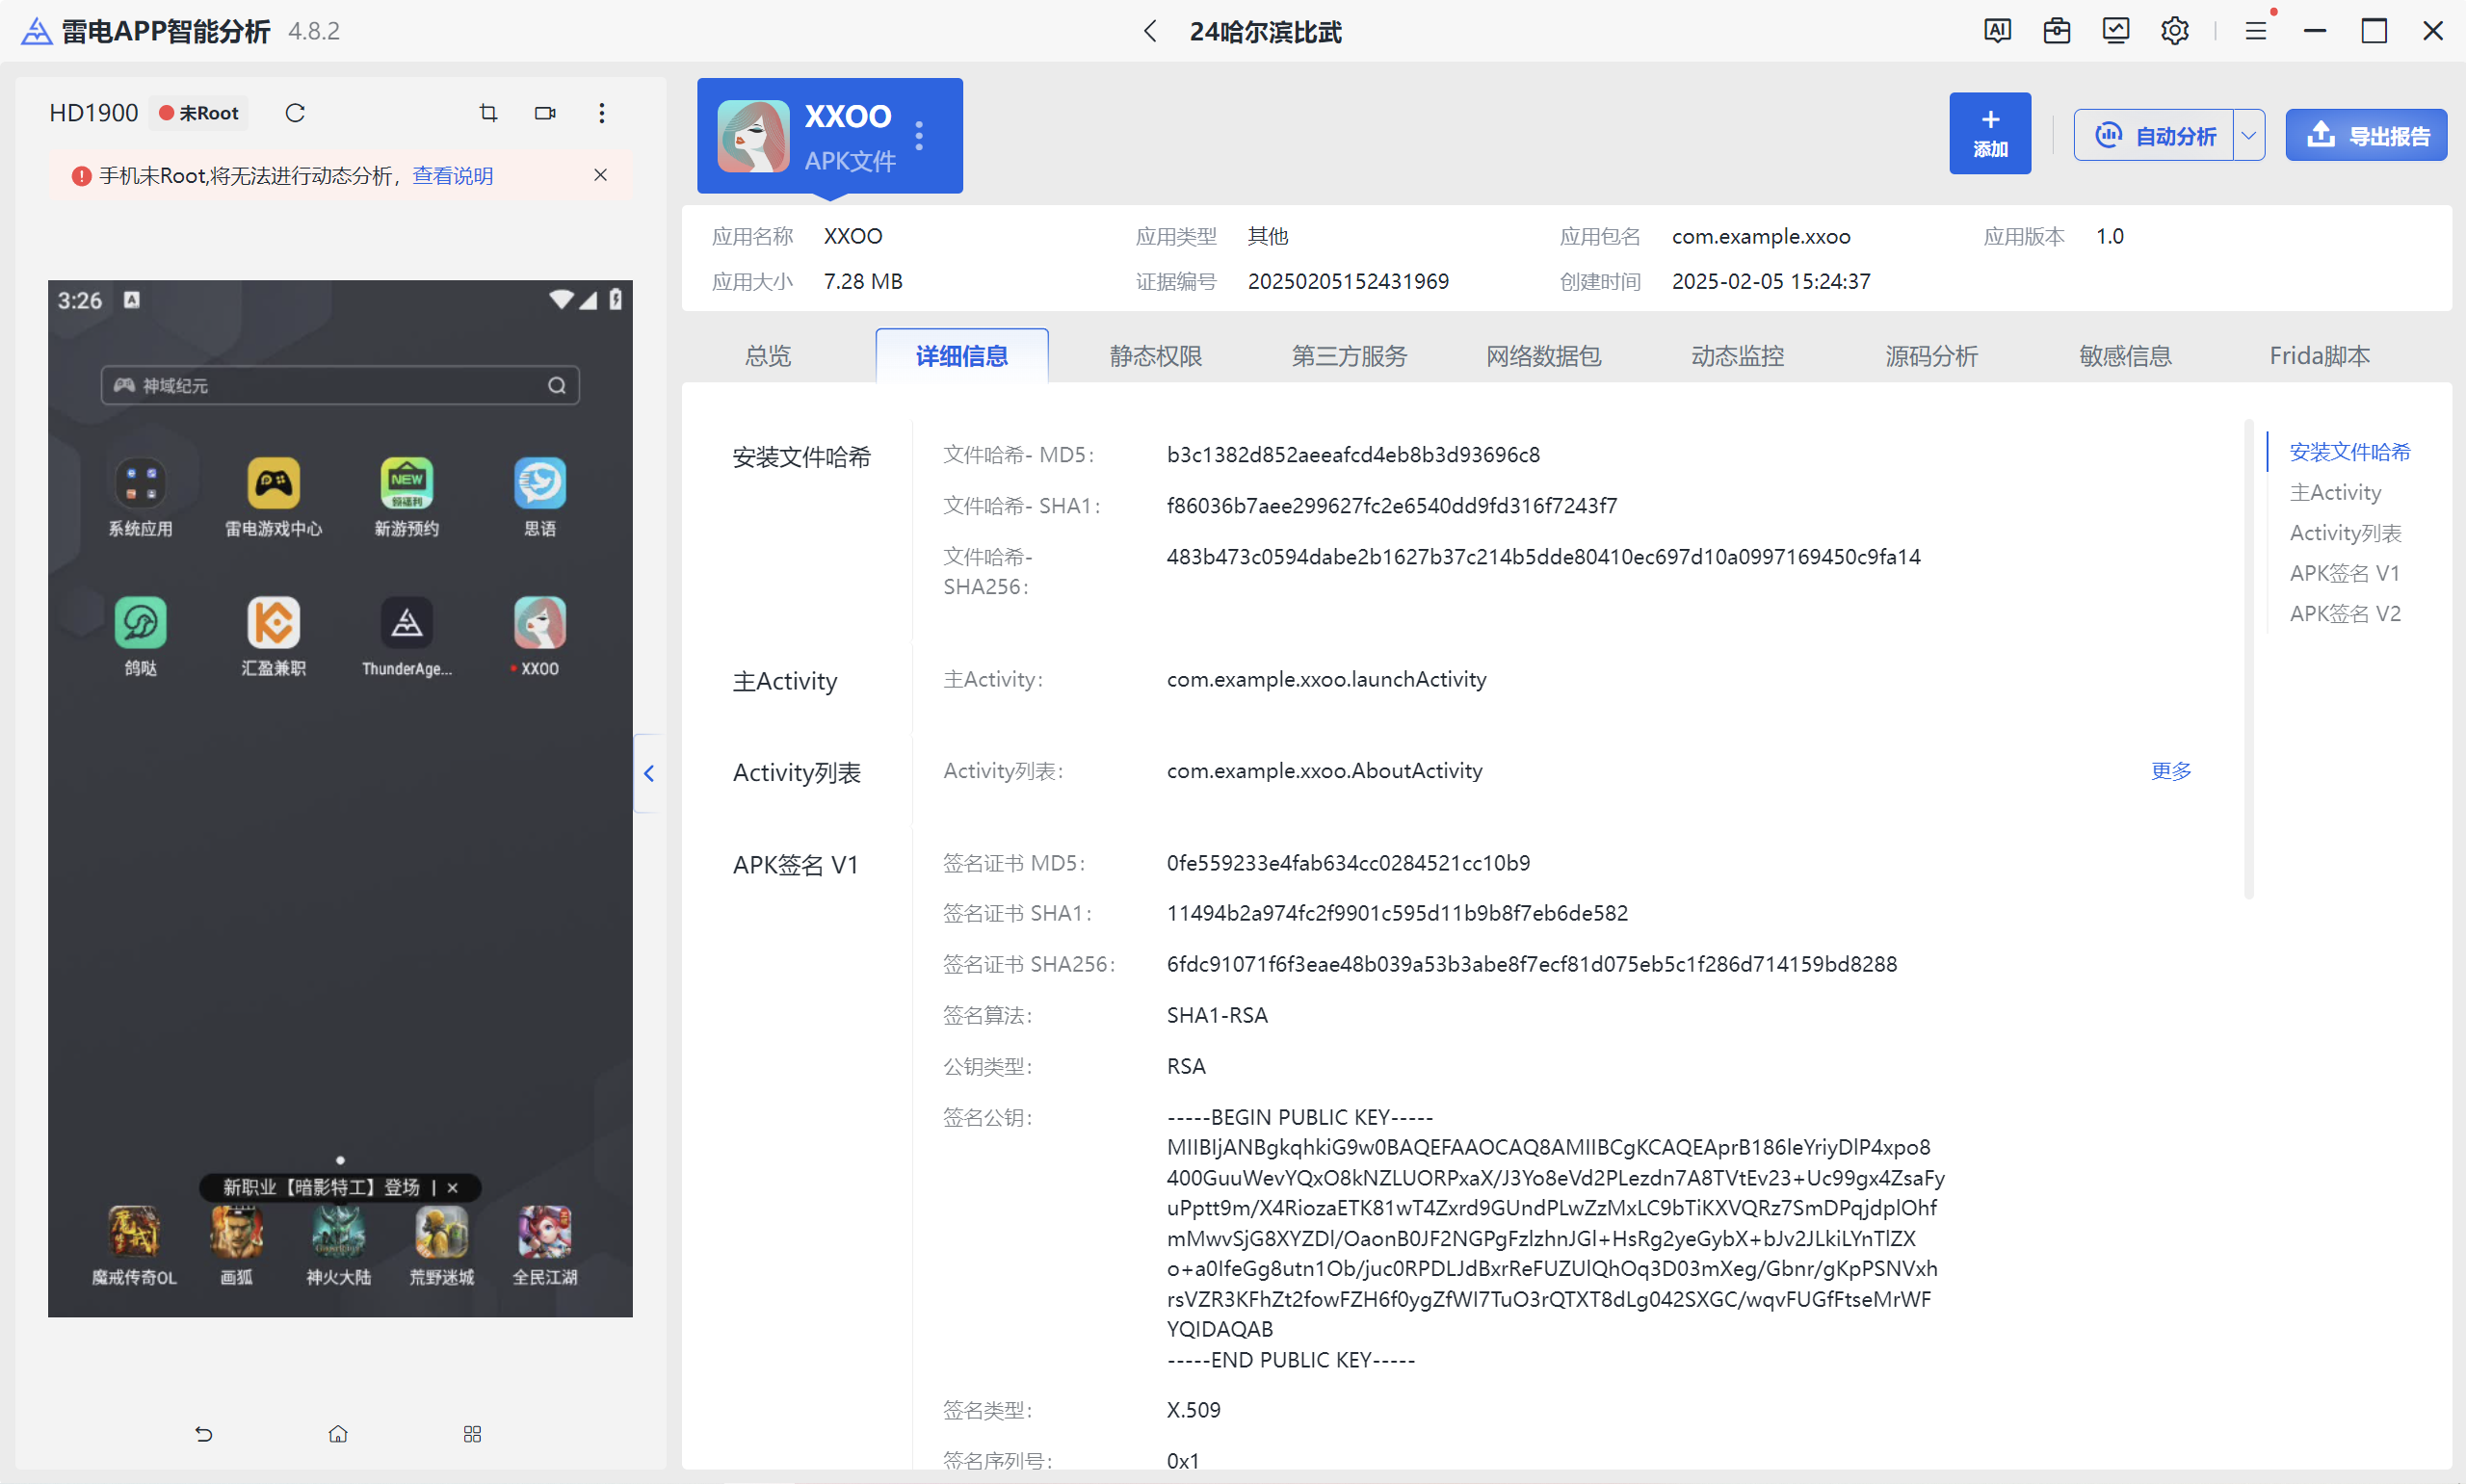 雷电APP智能分析 4.8.2
24哈尔滨比武
HD1900 未Root
手机未Root,将无法进行动态分析，查看说明
3:26
神域纪元
系统应用 雷电游戏中心 新游预约 思语
NEW
领福利
鸽哒 汇盈兼职 ThunderAge... XXOO
新职业【暗影特工】登场 | ×
魔戒传奇OL 画狐 神火大陆 荒野迷城 全民江湖
XXOO
APK文件
添加
自动分析
导出报告
应用名称 XXOO 应用类型 其他 应用包名 com.example.xxoo 应用版本 1.0
应用大小 7.28 MB 证据编号 20250205152431969 创建时间 2025-02-05 15:24:37
总览 详细信息 静态权限 第三方服务 网络数据包 动态监控 源码分析 敏感信息 Frida脚本
安装文件哈希 文件哈希- MD5： b3c1382d852aeeafcd4eb8b3d93696c8
文件哈希- SHA1： f86036b7aee299627fc2e6540dd9fd316f7243f7
文件哈希- SHA256： 483b473c0594dabe2b1627b37c214b5dde80410ec697d10a0997169450c9fa14
主Activity 主Activity： com.example.xxoo.launchActivity
Activity列表 Activity列表： com.example.xxoo.AboutActivity 更多
APK签名 V1 签名证书 MD5： 0fe559233e4fab634cc0284521cc10b9
签名证书 SHA1： 11494b2a974fc2f9901c595d11b9b8f7eb6de582
签名证书 SHA256： 6fdc91071f6f3eae48b039a53b3abe8f7ecf81d075eb5c1f286d714159bd8288
签名算法： SHA1-RSA
公钥类型： RSA
签名公钥： -----BEGIN PUBLIC KEY-----
MIIBIjANBgkqhkiG9w0BAQEFAAOCAQ8AMIIBCgKCAQEAprB186leYriyDlP4xpo8
400GuuWevYQxO8kNZLUORPxaX/J3Yo8eVd2PLezdn7A8TVtEv23+Uc99gx4ZsaFy
uPptt9m/X4RiozaETK81wT4Zxrd9GUndPLwZzMxLC9bTiKXVQRz7SmDPqjdplOhf
mMwvSjG8XYZDl/OaonB0JF2NGPgFzlzhnJGl+HsRg2yeGybX+bJv2JLkiLYnTlZX
o+a0IfeGg8utn1Ob/juc0RPDLJdBxrReFUZUlQhOq3D03mXeg/Gbnr/gKpPSNVxh
rsVZR3KFhZt2fowFZH6f0ygZfWI7TuO3rQTXT8dLg042SXGC/wqvFUGfFtseMrWF
YQIDAQAB
-----END PUBLIC KEY-----
签名类型： X.509
签名序列号： 0x1
安装文件哈希
主Activity
Activity列表
APK签名 V1
APK签名 V2